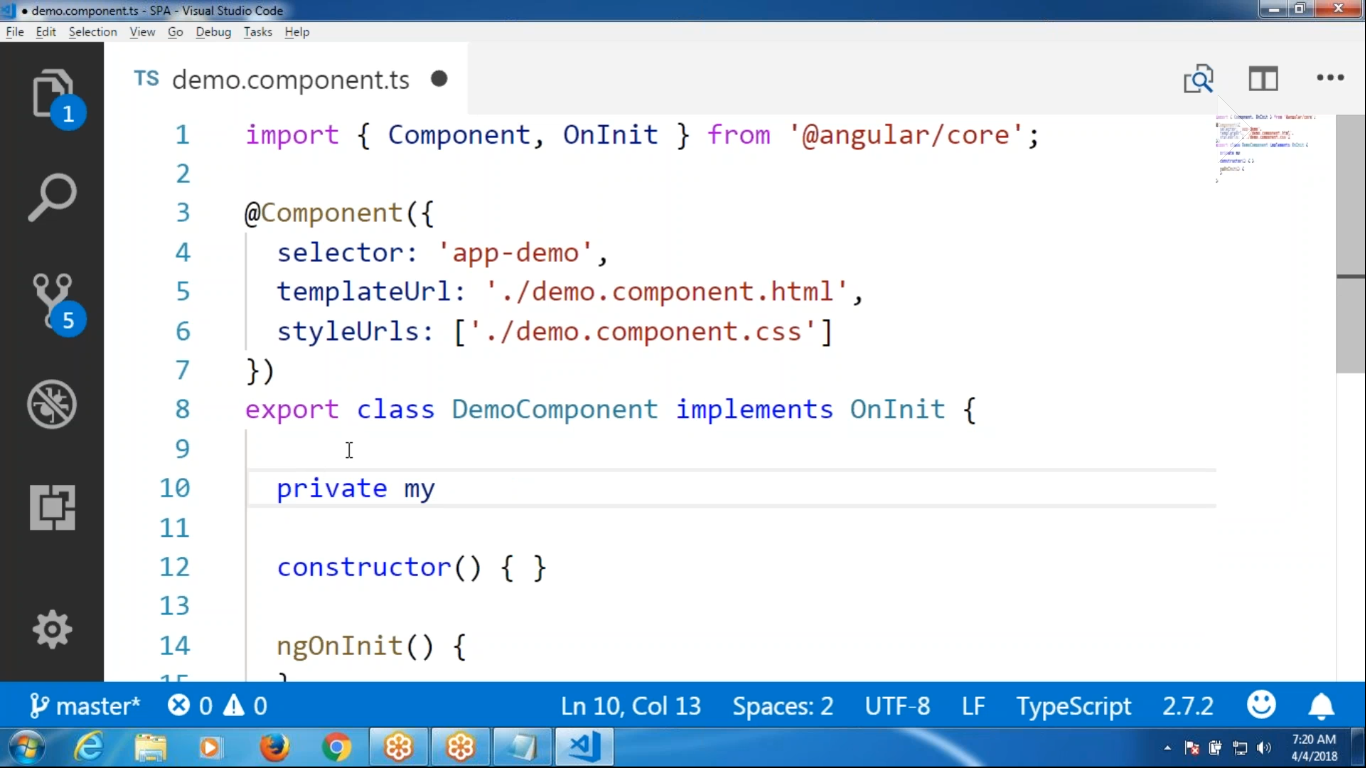 ● demo.component.ts - SPA - Visual Studio Code
File Edit Selection View Go Debug Tasks Help
TS demo.component.ts ●
1 import { Component, OnInit } from '@angular/core';
2
3 @Component({
4 selector: 'app-demo',
5 templateUrl: './demo.component.html',
6 styleUrls: ['./demo.component.css']
7 })
8 export class DemoComponent implements OnInit {
9
10 private my
11
12 constructor() { }
13
14 ngOnInit() {
1
5
master* 0 0 Ln 10, Col 13 Spaces: 2 UTF-8 LF TypeScript 2.7.2
7:20 AM
4/4/2018